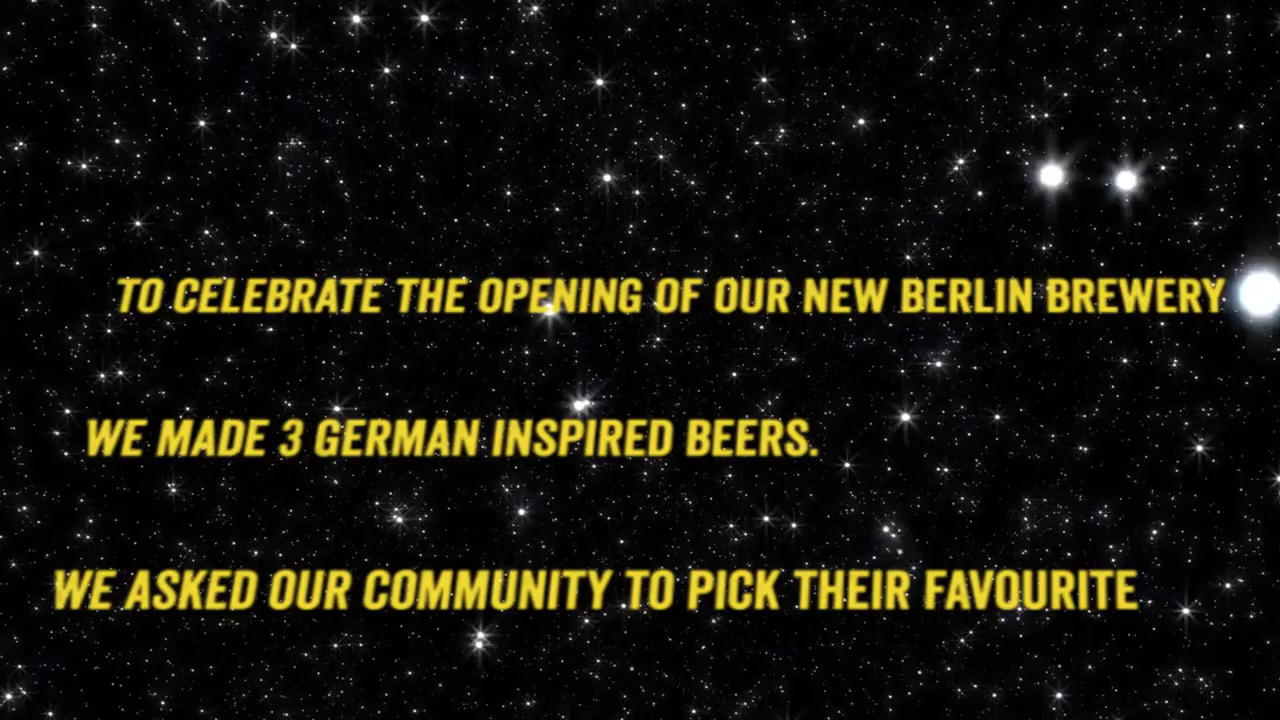 TO CELEBRATE THE OPENING OF OUR NEW BERLIN BREWERY
WE MADE 3 GERMAN INSPIRED BEERS.
WE ASKED OUR COMMUNITY TO PICK THEIR FAVOURITE